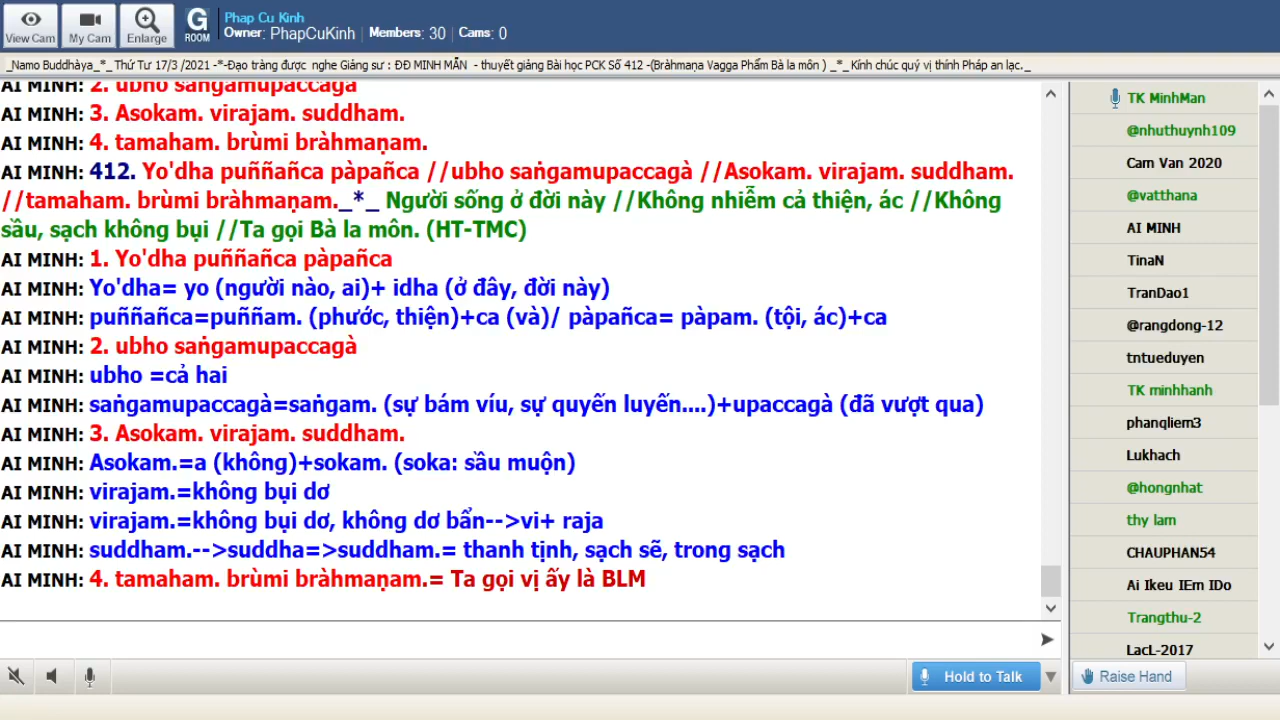 View Cam
My Cam
Enlarge
G
ROOM
Phap Cu Kinh
Owner: PhapCuKinh | Members: 30 | Cams: 0
_Namo Buddhàya_*_ Thứ Tư 17/3 /2021 -*-Đạo tràng được nghe Giảng sư : ĐĐ MINH MẪN - thuyết giảng Bài học PCK Số 412 -(Bràhmaṇa Vagga Phẩm Bà la môn ) _*_ Kính chúc quý vị thính Pháp an lạc._
AI MINH: 2. ubho saṅgamupaccagà
AI MINH: 3. Asokam. virajam. suddham.
AI MINH: 4. tamaham. brùmi bràhmaṇam.
AI MINH: 412. Yo'dha puññañca pàpañca //ubho saṅgamupaccagà //Asokam. virajam. suddham.
//tamaham. brùmi bràhmaṇam._*_ Người sống ở đời này //Không nhiễm cả thiện, ác //Không
sầu, sạch không bụi //Ta gọi Bà la môn. (HT-TMC)
AI MINH: 1. Yo'dha puññañca pàpañca
AI MINH: Yo'dha= yo (người nào, ai)+ idha (ở đây, đời này)
AI MINH: puññañca=puññam. (phước, thiện)+ca (và)/ pàpañca= pàpam. (tội, ác)+ca
AI MINH: 2. ubho saṅgamupaccagà
AI MINH: ubho =cả hai
AI MINH: saṅgamupaccagà=saṅgam. (sự bám víu, sự quyến luyến....)+upaccagà (đã vượt qua)
AI MINH: 3. Asokam. virajam. suddham.
AI MINH: Asokam.=a (không)+sokam. (soka: sầu muộn)
AI MINH: virajam.=không bụi dơ
AI MINH: virajam.=không bụi dơ, không dơ bẩn-->vi+ raja
AI MINH: suddham.-->suddha=>suddham.= thanh tịnh, sạch sẽ, trong sạch
AI MINH: 4. tamaham. brùmi bràhmaṇam.= Ta gọi vị ấy là BLM
TK MinhMan
@nhuthuynh109
Cam Van 2020
@vatthana
AI MINH
TinaN
TranDao1
@rangdong-12
tntueduyen
TK minhhanh
phanqliem3
Lukhach
@hongnhat
thy lam
CHAUPHAN54
Ai Ikeu IEm IDo
Trangthu-2
LacL-2017
Hold to Talk
Raise Hand